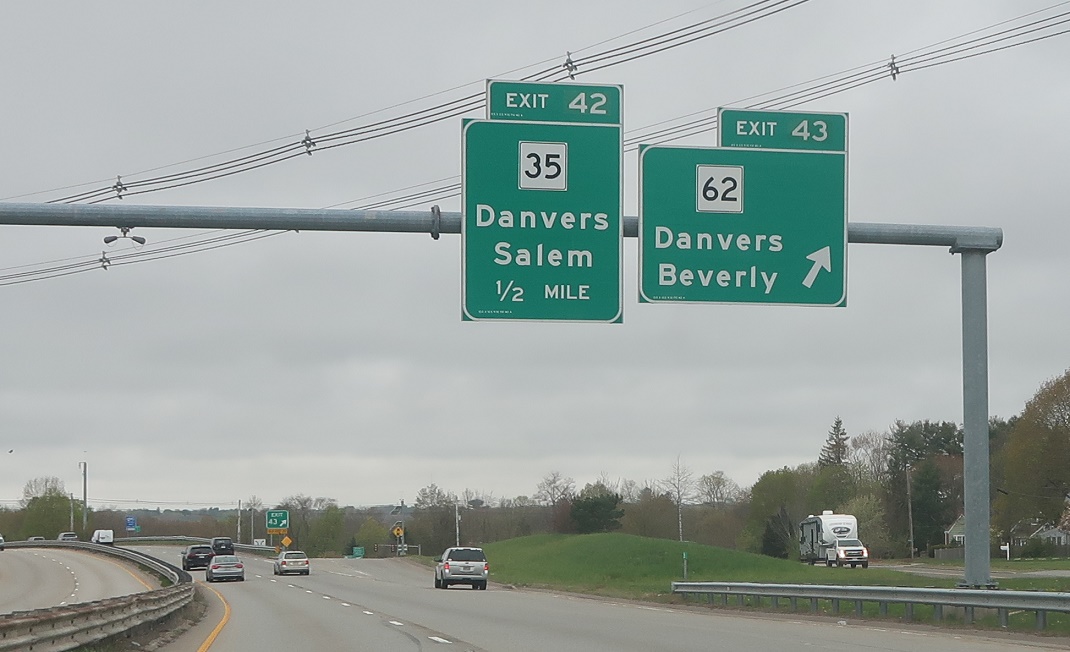 EXIT 42
35
Danvers
Salem
1/2 MILE
EXIT 43
62
Danvers
Beverly
EXIT
43